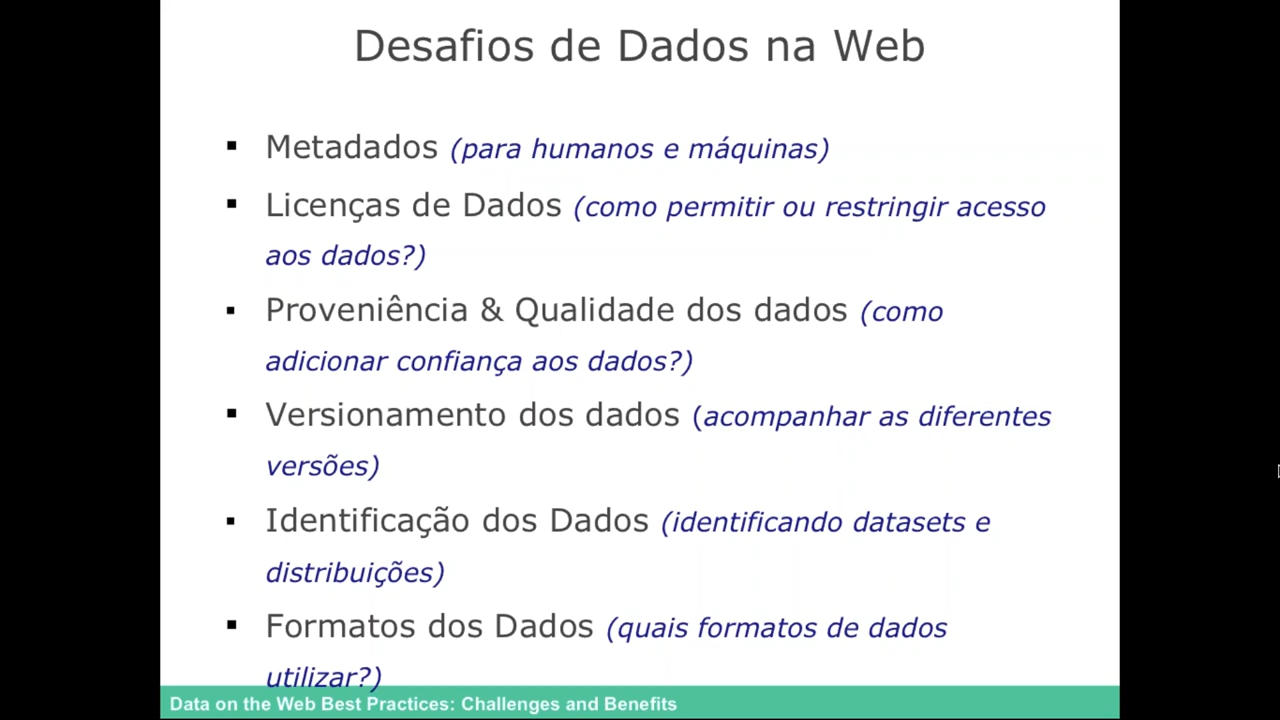 Desafios de Dados na Web
▪ Metadados (para humanos e máquinas)
▪ Licenças de Dados (como permitir ou restringir acesso
aos dados?)
▪ Proveniência & Qualidade dos dados (como
adicionar confiança aos dados?)
▪ Versionamento dos dados (acompanhar as diferentes
versões)
▪ Identificação dos Dados (identificando datasets e
distribuições)
▪ Formatos dos Dados (quais formatos de dados
utilizar?)
Data on the Web Best Practices: Challenges and Benefits